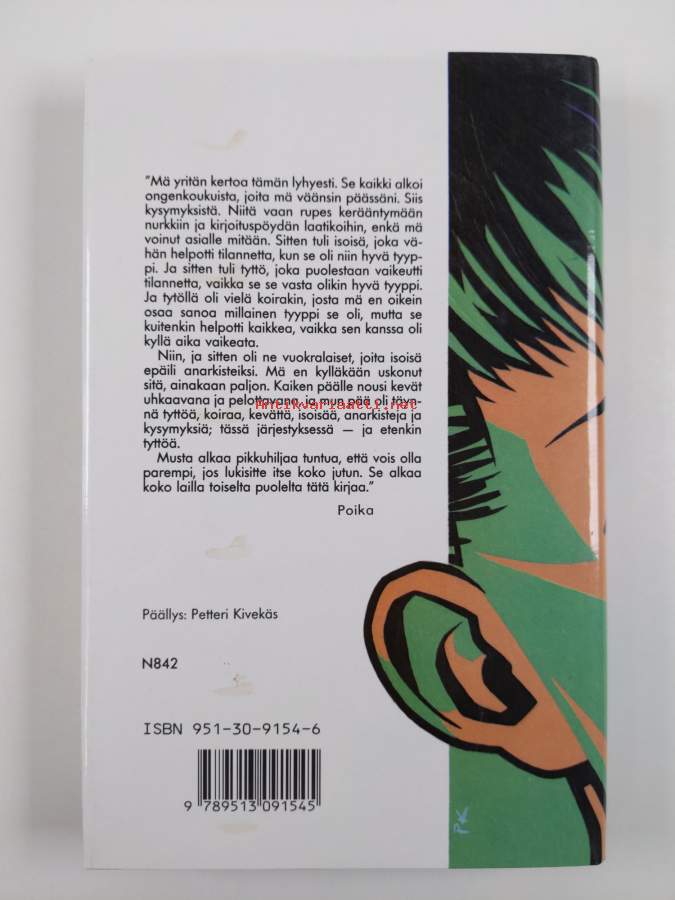 "Mä yritän kertoa tämän lyhyesti. Se kaikki alkoi
ongenkoukuista, joita mä väänsin päässäni. Siis
kysymyksistä. Niitä vaan rupes kerääntymään
nurkkiin ja kirjoituspöydän laatikoihin, enkä mä
voinut asialle mitään. Sitten tuli isoisä, joka vä-
hän helpotti tilannetta, kun se oli niin hyvä tyyp-
pi. Ja sitten tuli tyttö, joka puolestaan vaikeutti
tilannetta, vaikka se se vasta olikin hyvä tyyppi.
Ja tytöllä oli vielä koirakin, josta mä en oikein
osaa sanoa millainen tyyppi se oli, mutta se
kuitenkin helpotti kaikkea, vaikka sen kanssa oli
kyllä aika vaikeata.
Niin, ja sitten oli ne vuokralaiset, joita isoisä
epäili anarkisteiksi. Mä en kylläkään uskonut
sitä, ainakaan paljon. Kaiken päälle nousi kevät
uhkaavana ja pelottavana, ja mun pää oli täyn-
Antikvariaatti.net
nä tyttöä, koiraa, kevättä, isoisää, anarkisteja ja
kysymyksiä; tässä järjestyksessä — ja etenkin
tyttöä.
Musta alkaa pikkuhiljaa tuntua, että vois olla
parempi, jos lukisitte itse koko jutun. Se alkaa
koko lailla toiselta puolelta tätä kirjaa."
Poika
Päällys: Petteri Kivekäs
N842
ISBN 951-30-9154-6
9 789513 091545
PK